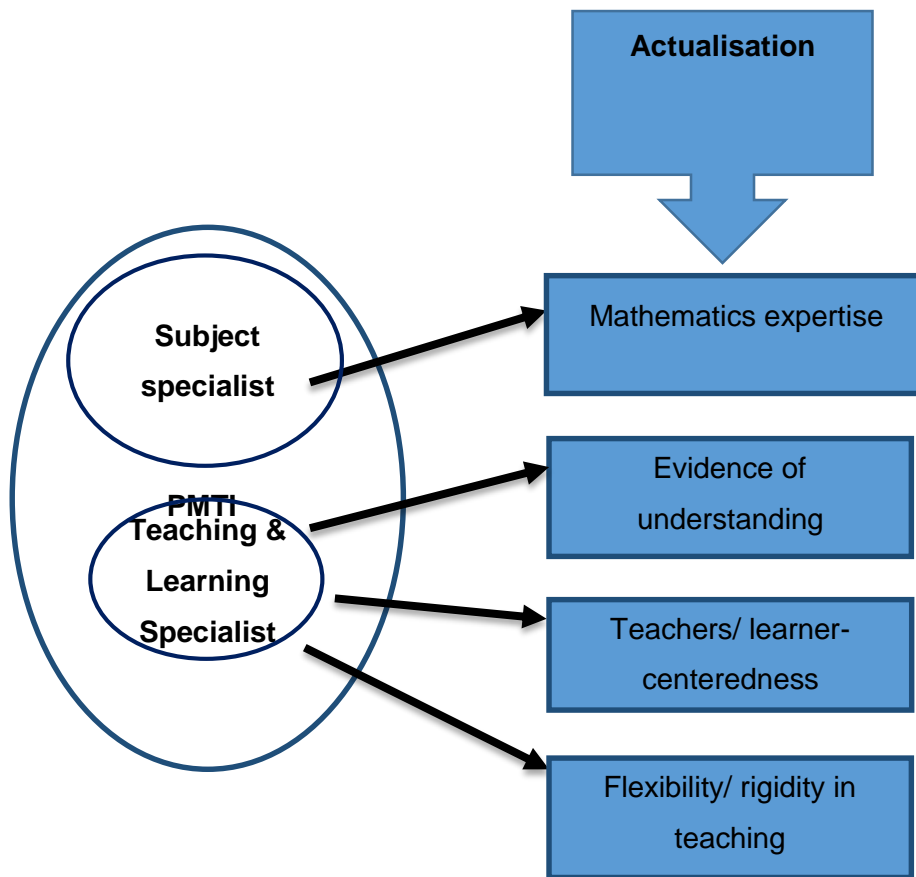 Actualisation
Subject
specialist
PMTI
Teaching &
Learning
Specialist
Mathematics expertise
Evidence of
understanding
Teachers/ learner-
centeredness
Flexibility/ rigidity in
teaching